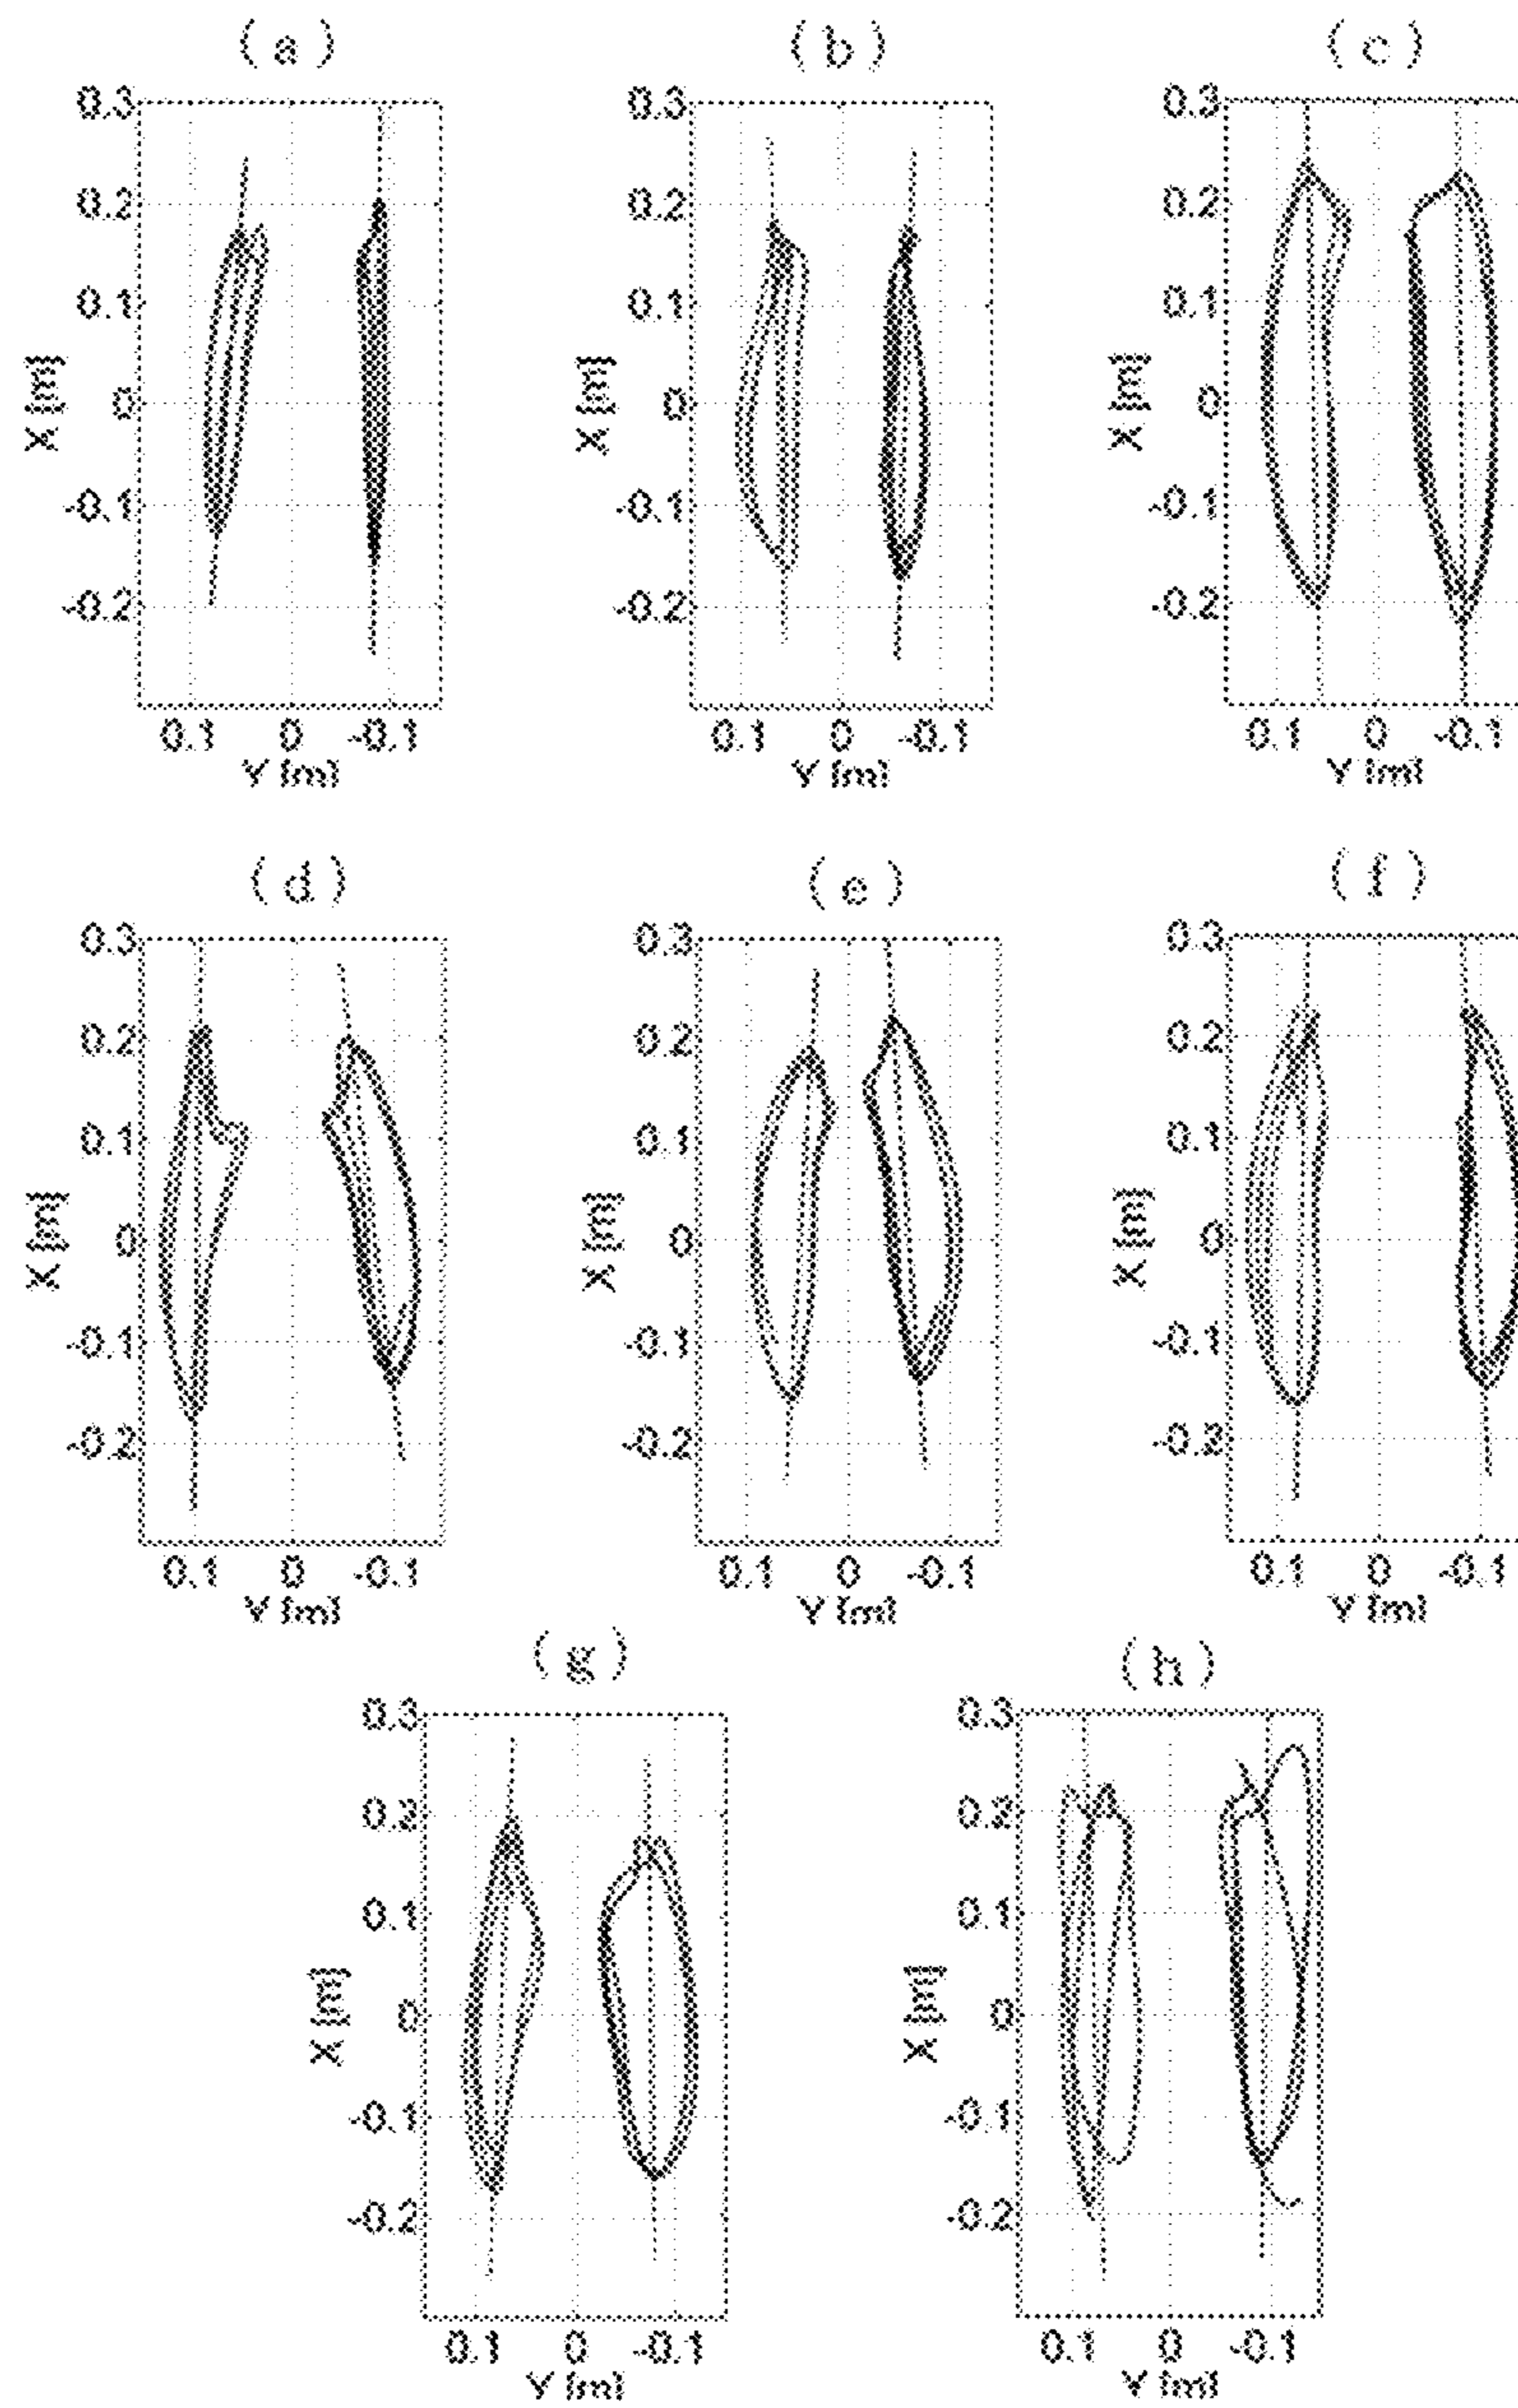 (a) (b) (c)
0.3 0.3 0.3
0.2 0.2 0.2
0.1 0.1 0.1
X [m] 0 X [m] 0 X [m] 0
-0.1 -0.1 -0.1
-0.2 -0.2 -0.2
0.1 0 -0.1 0.1 0 -0.1 0.1 0 -0.1
Y [m] Y [m] Y [m]
(d) (e) (f)
0.3 0.3 0.3
0.2 0.2 0.2
0.1 0.1 0.1
X [m] 0 X [m] 0 X [m] 0
-0.1 -0.1 -0.1
-0.2 -0.2 -0.2
0.1 0 -0.1 0.1 0 -0.1 0.1 0 -0.1
Y [m] Y [m] Y [m]
(g) (h)
0.3 0.3
0.2 0.2
0.1 0.1
X [m] 0 X [m] 0
-0.1 -0.1
-0.2 -0.2
0.1 0 -0.1 0.1 0 -0.1
Y [m] Y [m]